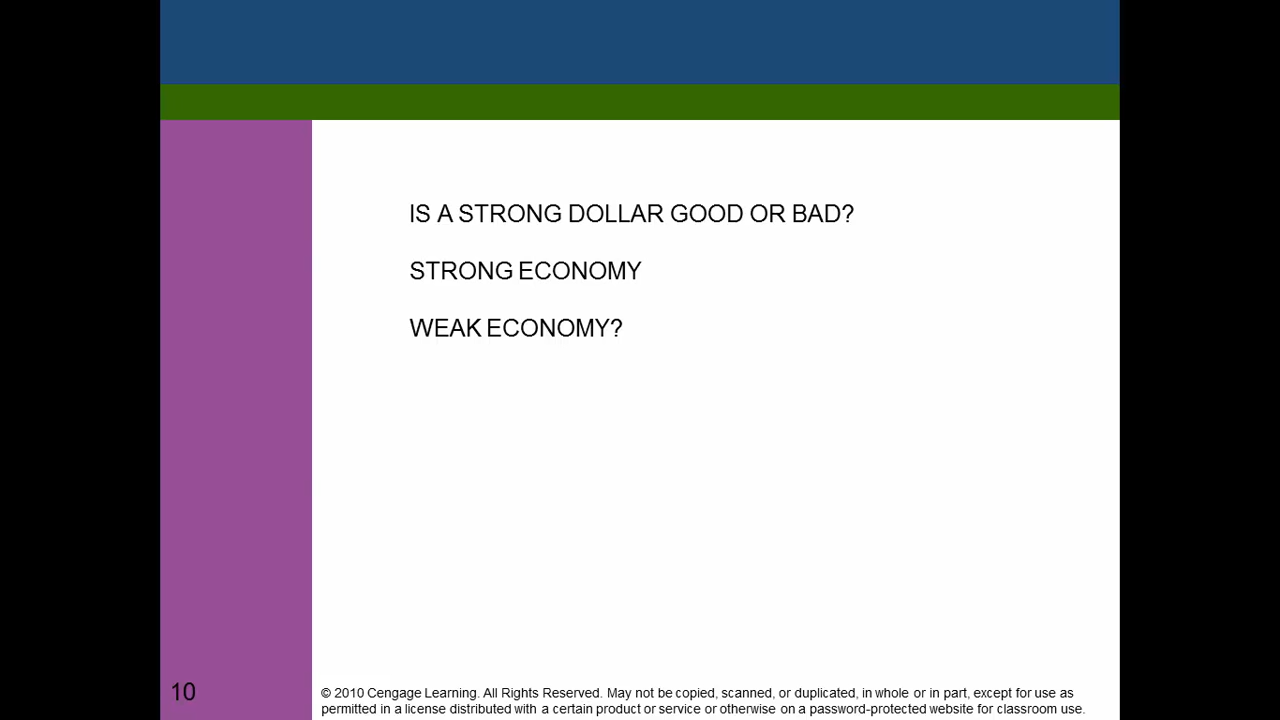 IS A STRONG DOLLAR GOOD OR BAD?
STRONG ECONOMY
WEAK ECONOMY?
10
© 2010 Cengage Learning. All Rights Reserved. May not be copied, scanned, or duplicated, in whole or in part, except for use as
permitted in a license distributed with a certain product or service or otherwise on a password-protected website for classroom use.